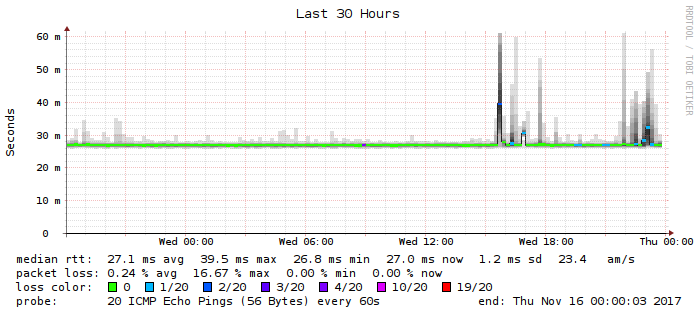 Last 30 Hours
RRDTOOL / TOBI OETIKER
Seconds
60 m
50 m
40 m
30 m
20 m
10 m
0
Wed 00:00 Wed 06:00 Wed 12:00 Wed 18:00 Thu 00:00
median rtt: 27.1 ms avg 39.5 ms max 26.8 ms min 27.0 ms now 1.2 ms sd 23.4 am/s
packet loss: 0.24 % avg 16.67 % max 0.00 % min 0.00 % now
loss color: 0 1/20 2/20 3/20 4/20 10/20 19/20
probe: 20 ICMP Echo Pings (56 Bytes) every 60s end: Thu Nov 16 00:00:03 2017